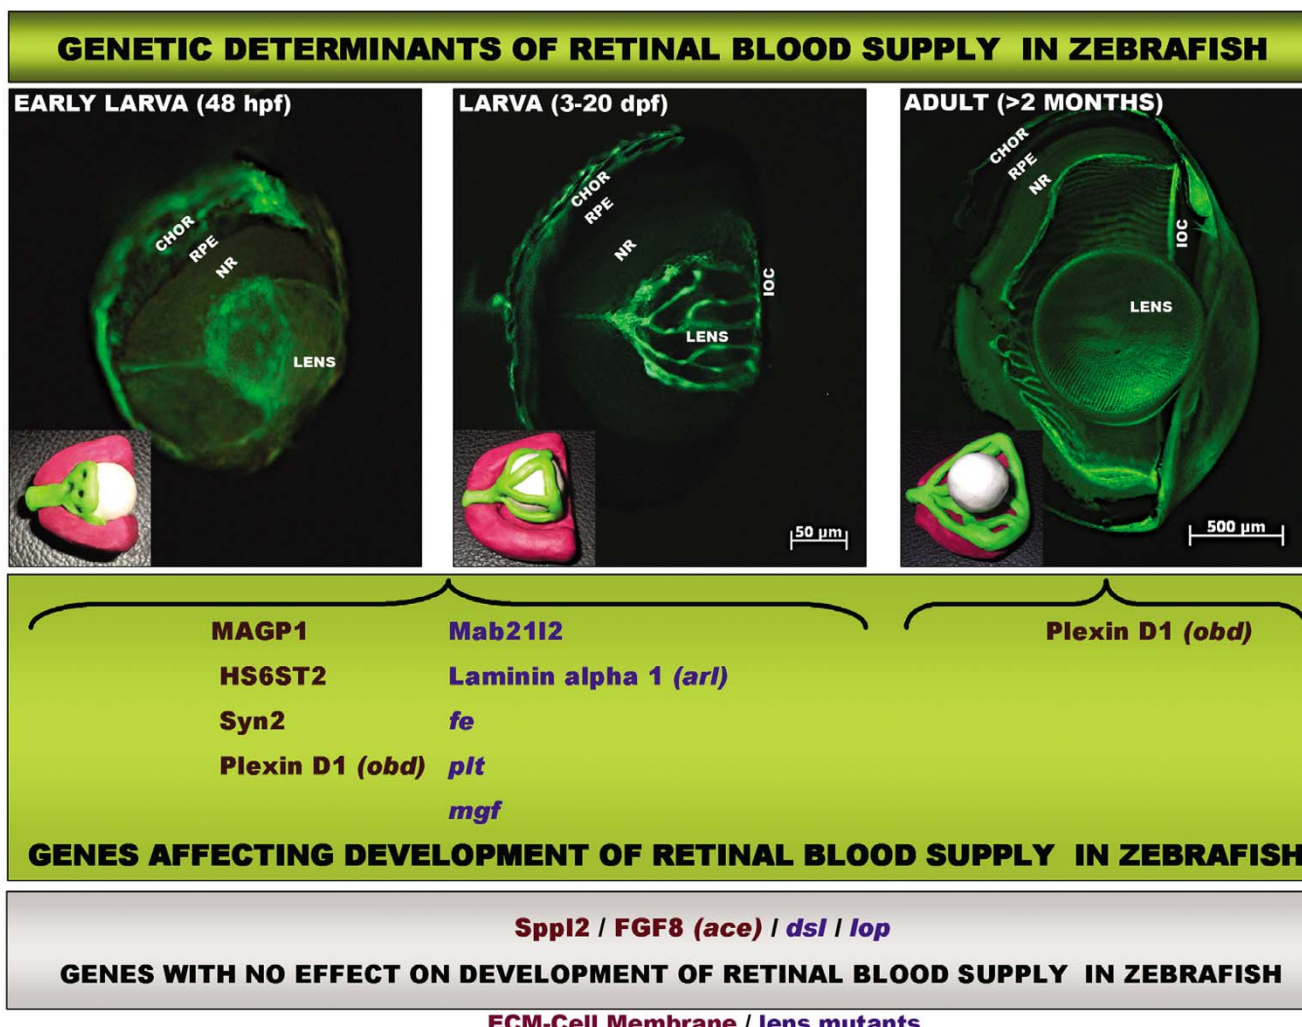 GENETIC DETERMINANTS OF RETINAL BLOOD SUPPLY IN ZEBRAFISH
EARLY LARVA (48 hpf)
CHOR
RPE
NR
LENS
LARVA (3-20 dpf)
CHOR
RPE
NR
IOC
LENS
50 µm
ADULT (>2 MONTHS)
CHOR
RPE
NR
IOC
LENS
500 µm
MAGP1
HS6ST2
Syn2
Plexin D1 (obd)
Mab21l2
Laminin alpha 1 (arl)
fe
plt
mgf
Plexin D1 (obd)
GENES AFFECTING DEVELOPMENT OF RETINAL BLOOD SUPPLY IN ZEBRAFISH
Sppl2 / FGF8 (ace) / dsl / lop
GENES WITH NO EFFECT ON DEVELOPMENT OF RETINAL BLOOD SUPPLY IN ZEBRAFISH
ECM-Cell Membrane / lens mutants